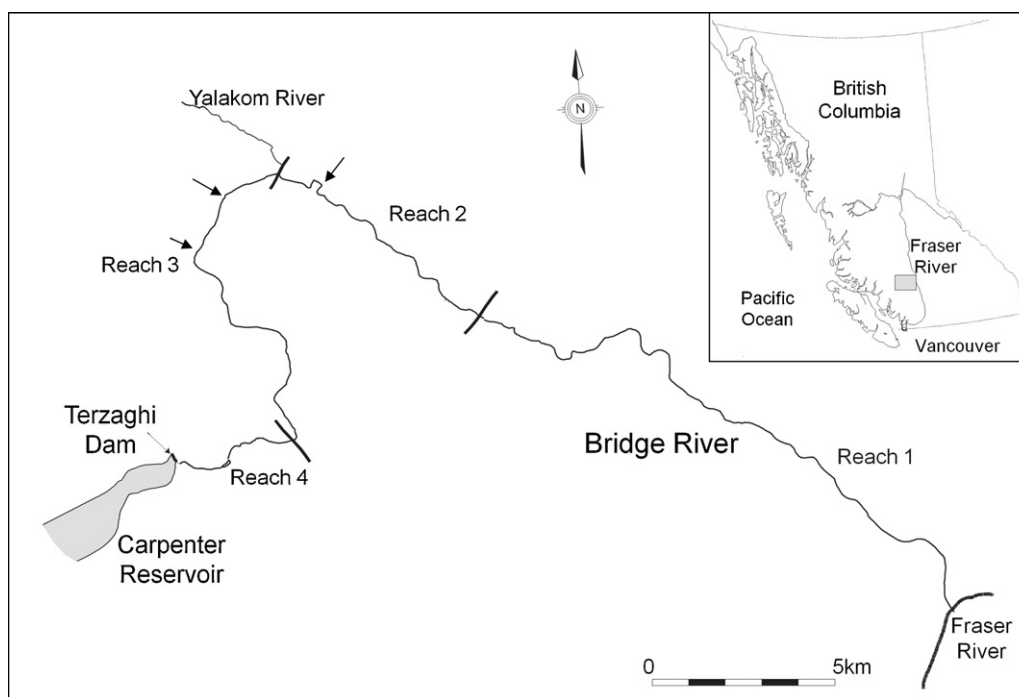 Yalakom River
N
Reach 2
Reach 3
Terzaghi
Dam
Reach 4
Carpenter
Reservoir
Bridge River
Reach 1
Fraser
River
0 5km
British
Columbia
Fraser
River
Pacific
Ocean
Vancouver